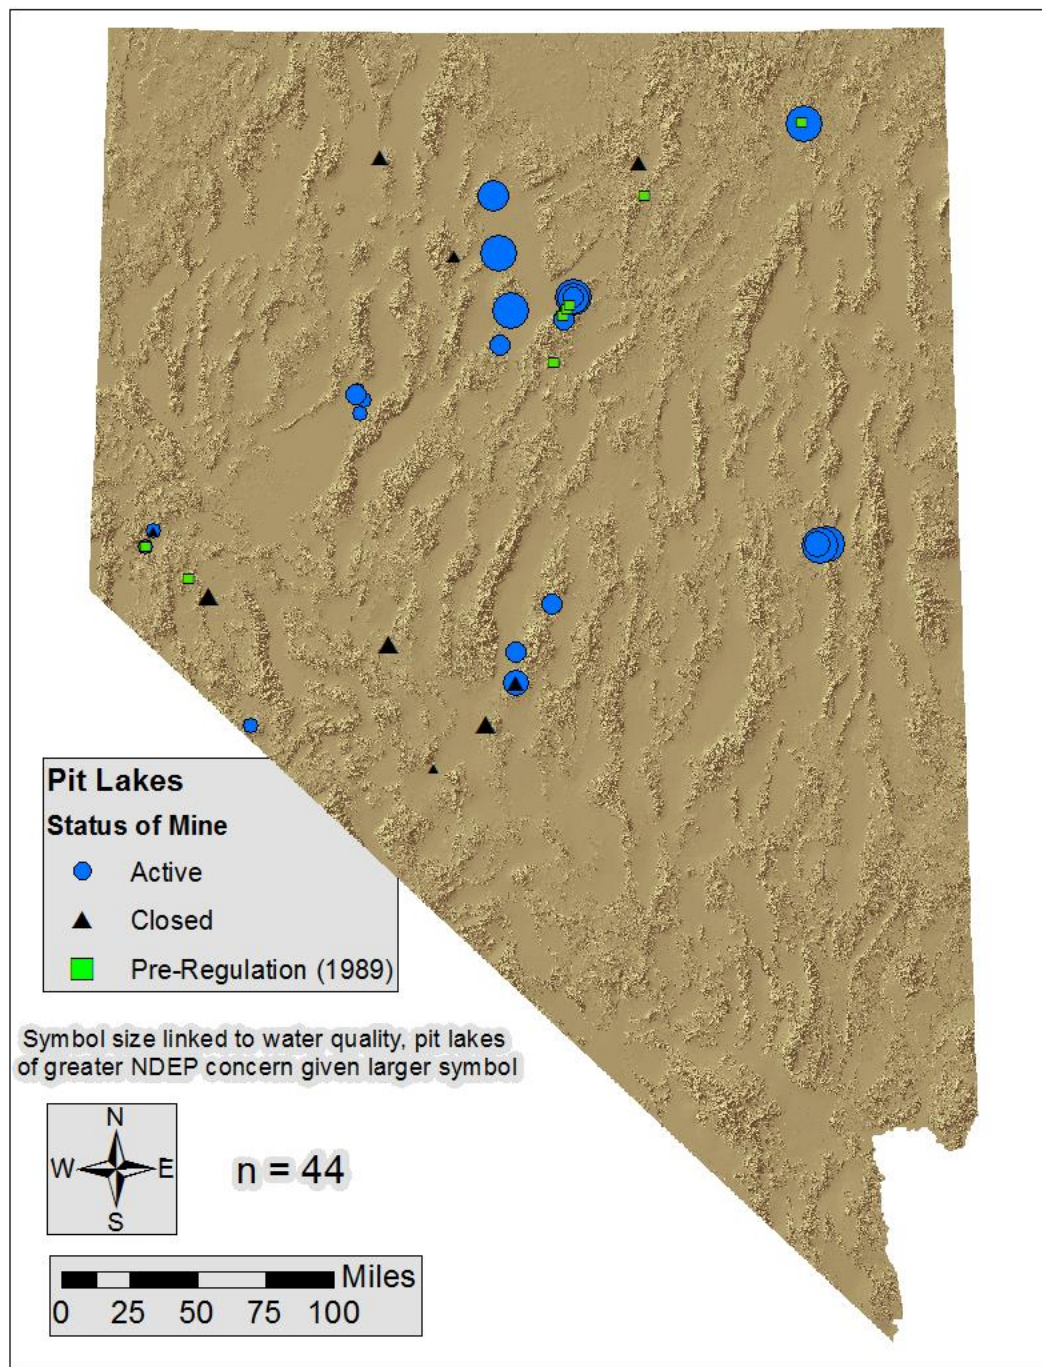 Pit Lakes
Status of Mine
Active
Closed
Pre-Regulation (1989)
Symbol size linked to water quality, pit lakes
of greater NDEP concern given larger symbol
N
W E
S
n = 44
Miles
0 25 50 75 100